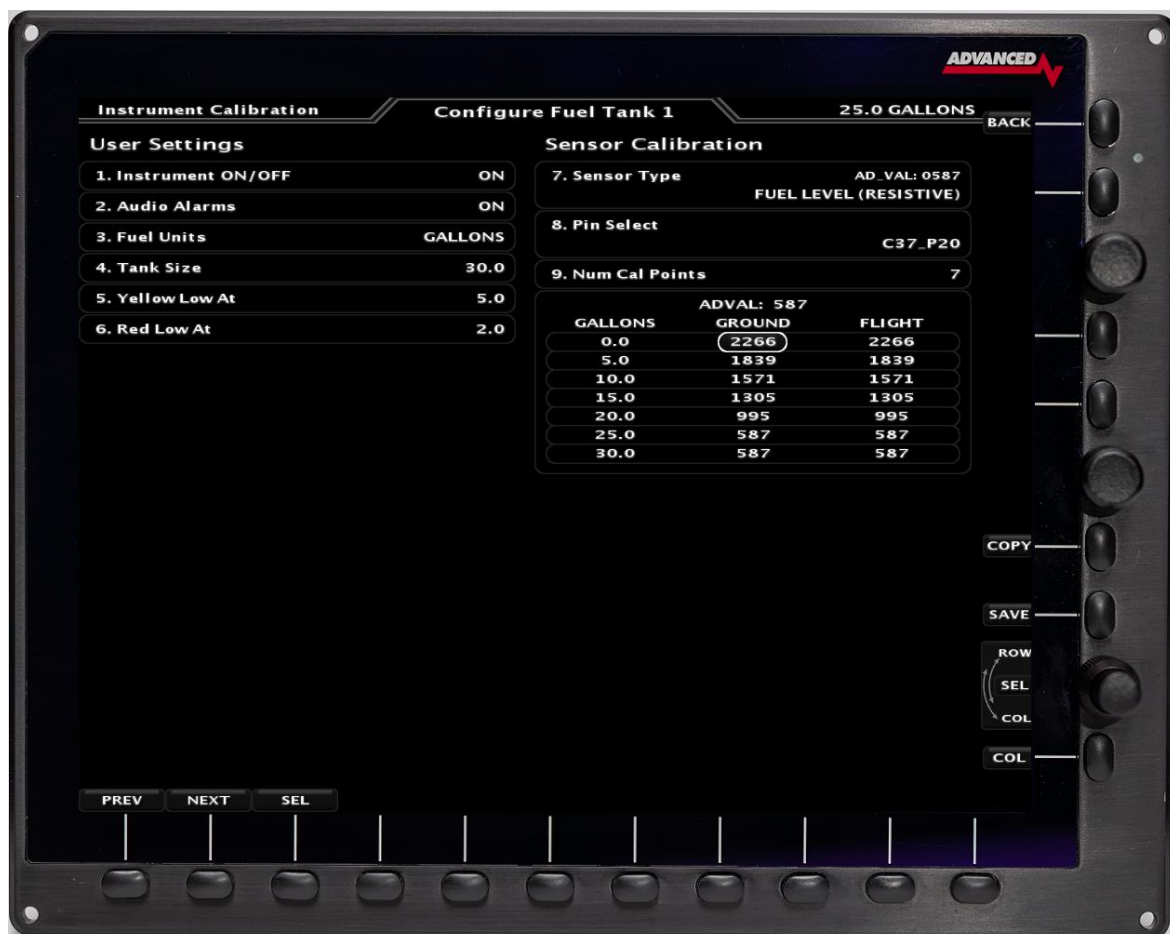 ADVANCED
Instrument Calibration Configure Fuel Tank 1 25.0 GALLONS
BACK
User Settings
1. Instrument ON/OFF ON
2. Audio Alarms ON
3. Fuel Units GALLONS
4. Tank Size 30.0
5. Yellow Low At 5.0
6. Red Low At 2.0
Sensor Calibration
7. Sensor Type AD_VAL: 0587
FUEL LEVEL (RESISTIVE)
8. Pin Select
C37_P20
9. Num Cal Points 7
ADVAL: 587
GALLONS GROUND FLIGHT
0.0 2266 2266
5.0 1839 1839
10.0 1571 1571
15.0 1305 1305
20.0 995 995
25.0 587 587
30.0 587 587
COPY
SAVE
ROW
SEL
COL
COL
PREV NEXT SEL